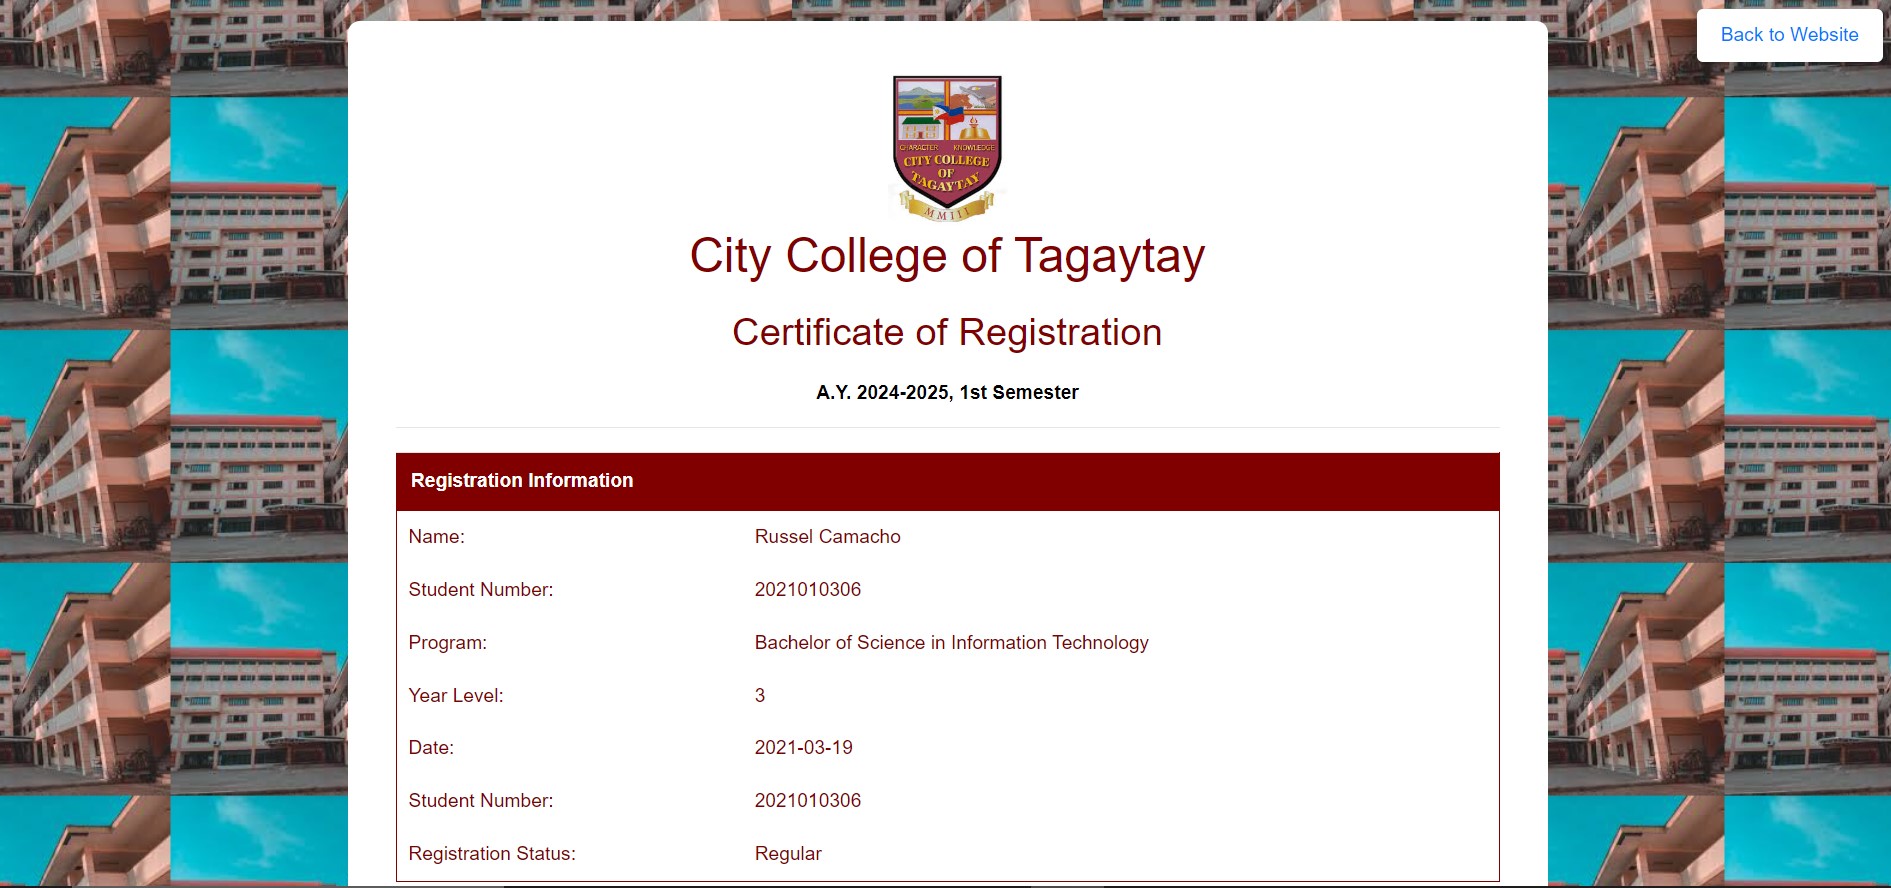 Back to Website
CHARACTER KNOWLEDGE
CITY COLLEGE
OF
TAGAYTAY
MMIII
City College of Tagaytay
Certificate of Registration
A.Y. 2024-2025, 1st Semester
Registration Information
Name: Russel Camacho
Student Number: 2021010306
Program: Bachelor of Science in Information Technology
Year Level: 3
Date: 2021-03-19
Student Number: 2021010306
Registration Status: Regular